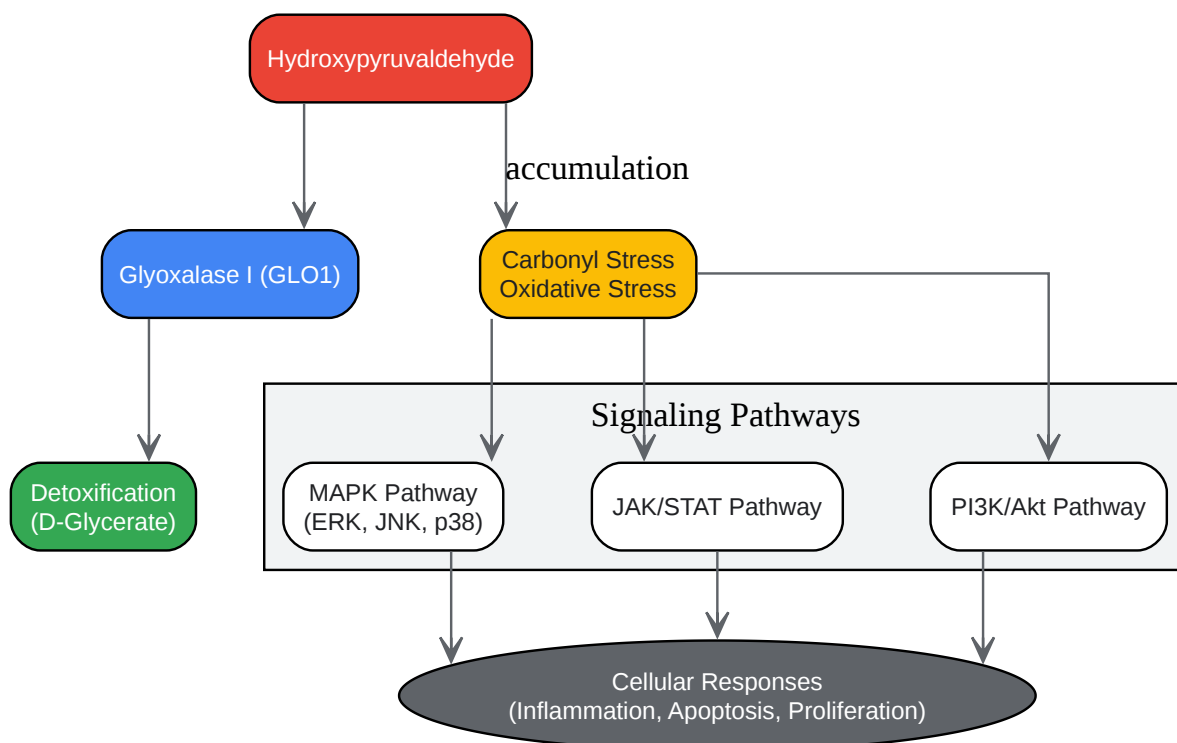 Hydroxypyruvaldehyde
accumulation
Glyoxalase I (GLO1)
Carbonyl Stress
Oxidative Stress
Signaling Pathways
Detoxification
(D-Glycerate)
MAPK Pathway
(ERK, JNK, p38)
JAK/STAT Pathway
PI3K/Akt Pathway
Cellular Responses
(Inflammation, Apoptosis, Proliferation)